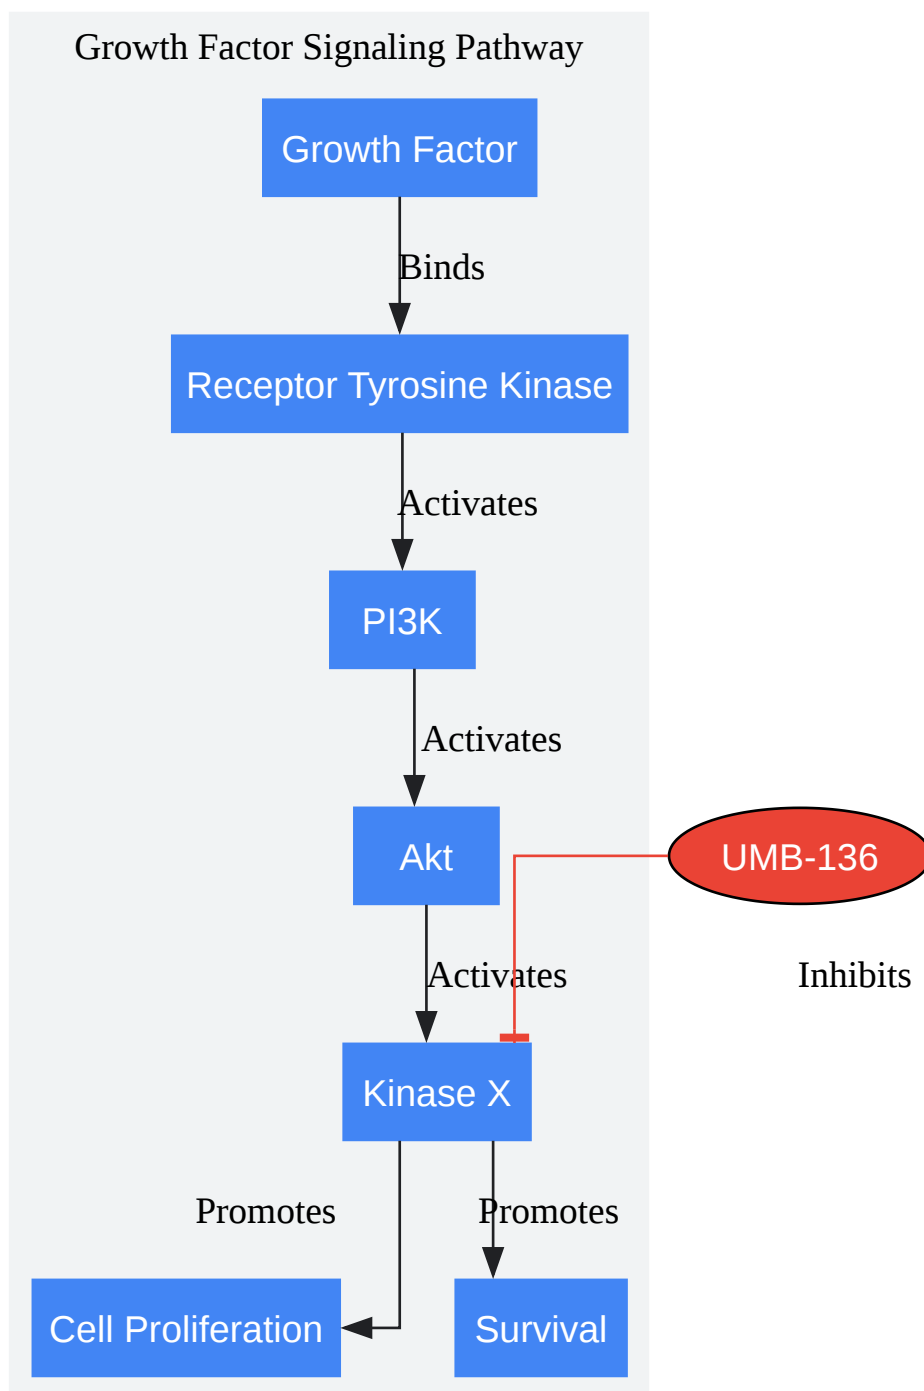 Growth Factor Signaling Pathway
Growth Factor
Binds
Receptor Tyrosine Kinase
Activates
PI3K
Activates
Akt
UMB-136
Activates
Inhibits
Kinase X
Promotes
Promotes
Cell Proliferation
Survival